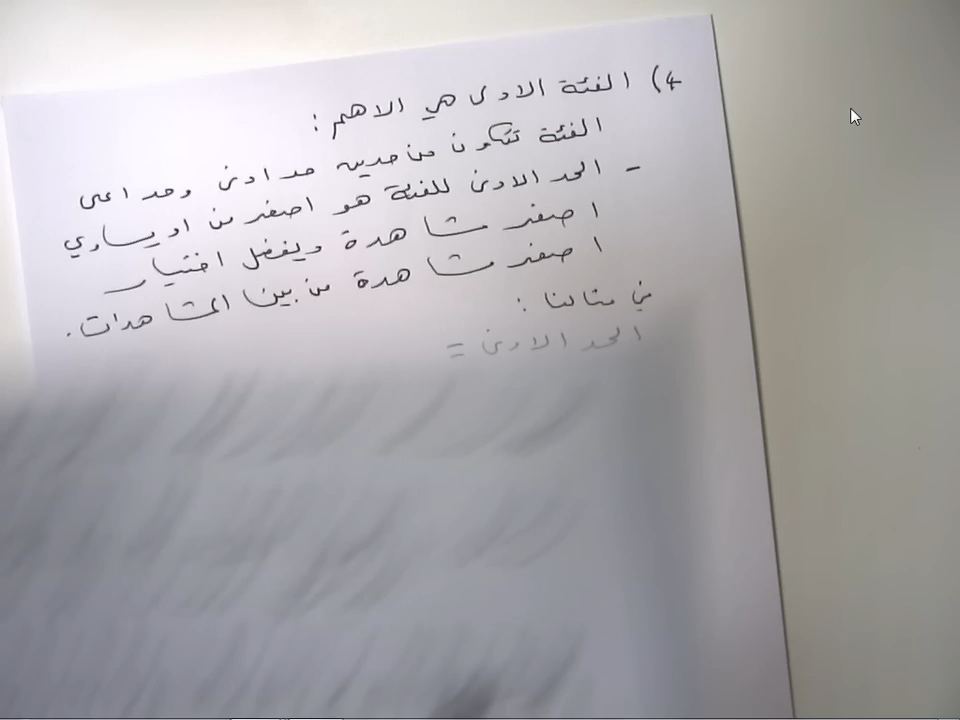 4) الفئة الاولى هي الاهم :
الفئة تتكون من حدين حد ادنى وحد اعلى
- الحد الادنى للفئة هو اصغر من او يساوي
اصغر مشاهدة ويفضل اختيار
اصغر مشاهدة من بين المشاهدات .
في مثالنا :
الحد الادنى =